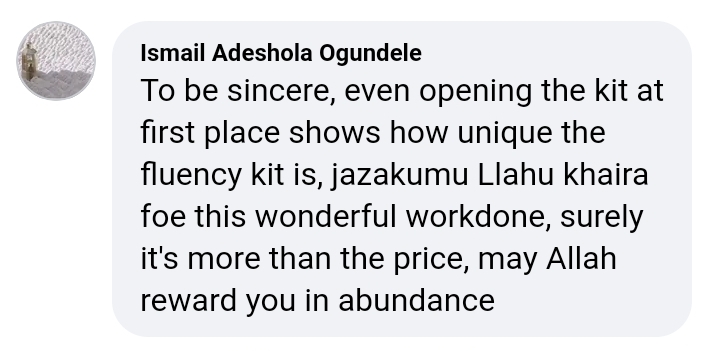 Ismail Adeshola Ogundele
To be sincere, even opening the kit at
first place shows how unique the
fluency kit is, jazakumu Llahu khaira
foe this wonderful workdone, surely
it's more than the price, may Allah
reward you in abundance